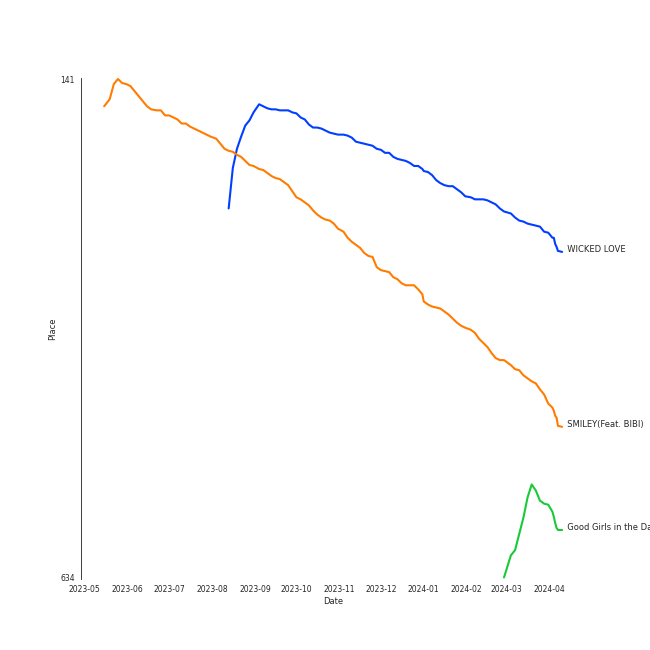 141
WICKED LOVE
Place
SMILEY(Feat. BIBI)
Good Girls in the Da
634
2023-05 2023-06 2023-07 2023-08 2023-09 2023-10 2023-11 2023-12 2024-01 2024-02 2024-03 2024-04
Date